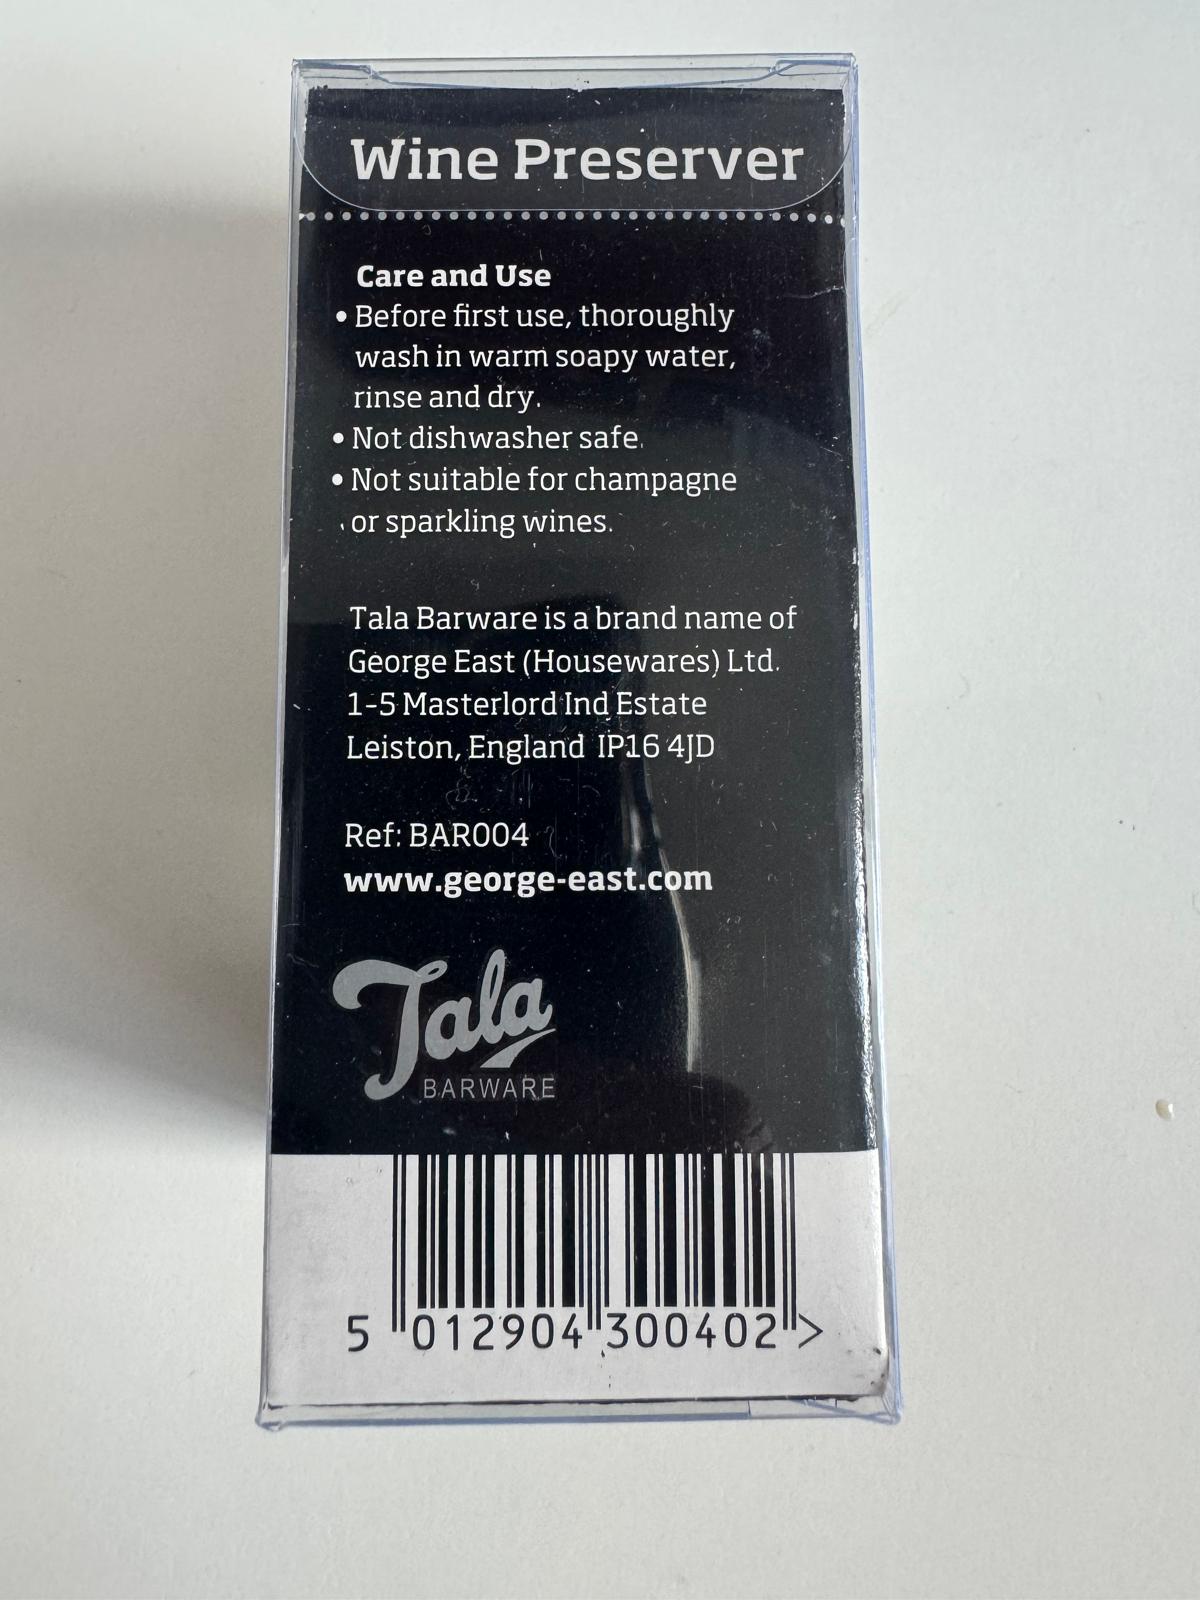 Wine Preserver
Care and Use
• Before first use, thoroughly
wash in warm soapy water,
rinse and dry.
• Not dishwasher safe.
• Not suitable for champagne
or sparkling wines.
Tala Barware is a brand name of
George East (Housewares) Ltd.
1-5 Masterlord Ind Estate
Leiston, England IP16 4JD
Ref: BAR004
www.george-east.com
Tala
BARWARE
5 012904 300402 >